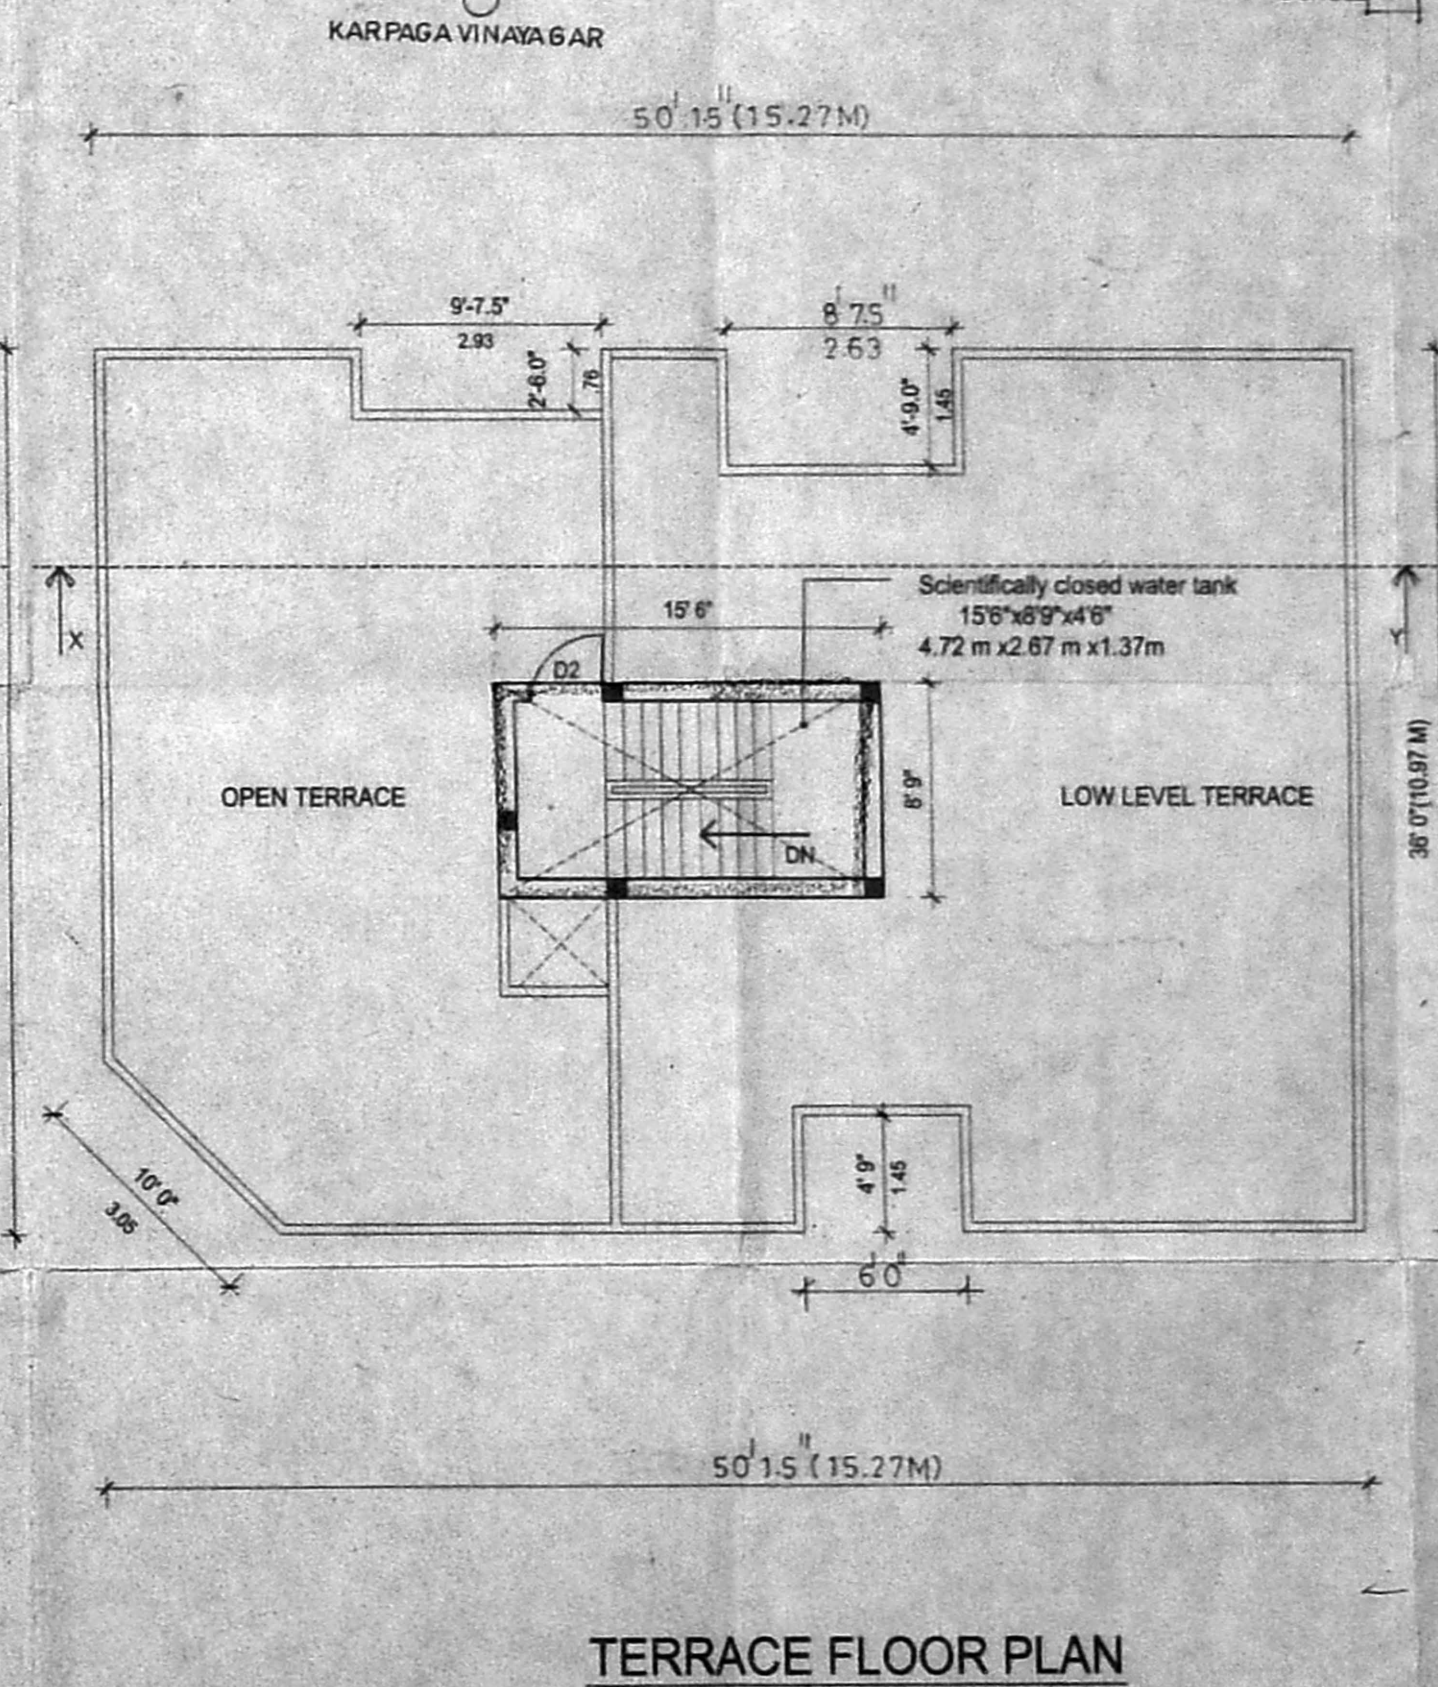 KARPAGA VINAYAGAR
50' 1.5" (15.27M)
9'-7.5"
2.93
2'-6.0"
.76
8' 7.5"
2.63
4'-9.0"
1.45
Scientifically closed water tank
15'6"x8'9"x4'6"
4.72 m x2.67 m x1.37m
15' 6"
X
Y
D2
8' 9"
36' 0"(10.97 M)
OPEN TERRACE
LOW LEVEL TERRACE
DN
10' 0"
3.05
4' 9"
1.45
6'0"
50' 1.5" (15.27M)
TERRACE FLOOR PLAN